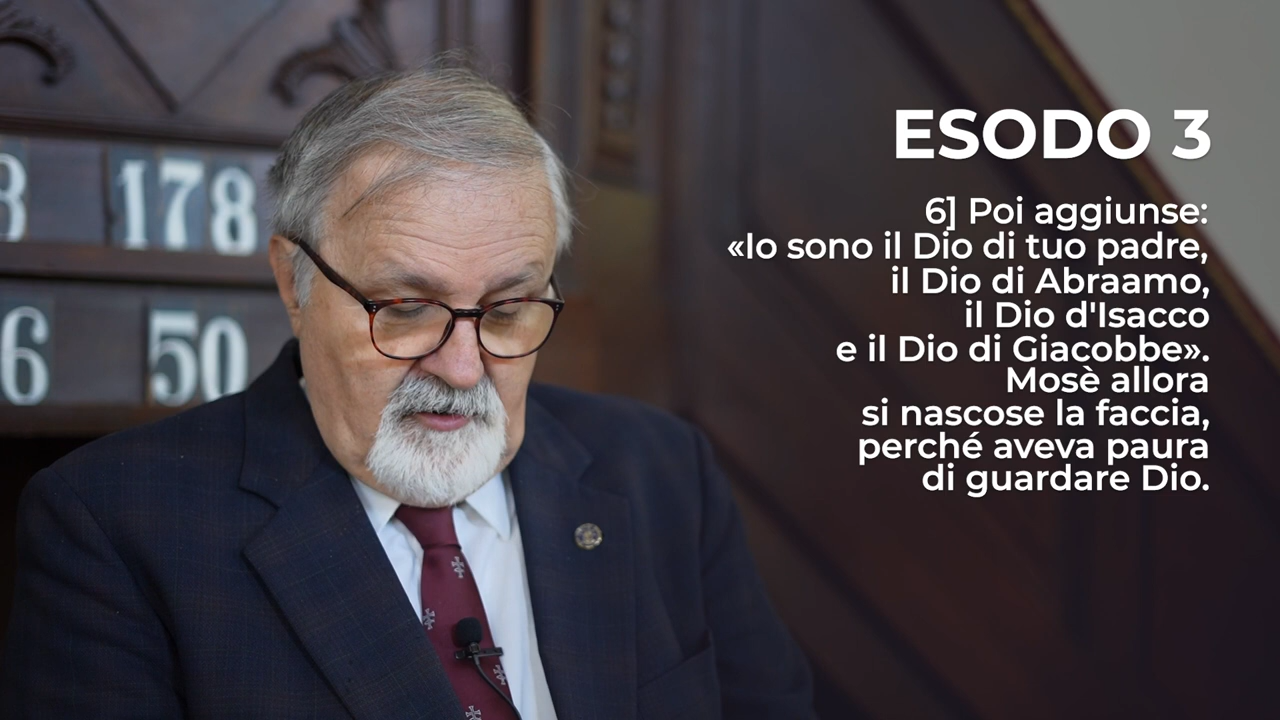 8 178
6 50
ESODO 3
6] Poi aggiunse:
«Io sono il Dio di tuo padre,
il Dio di Abraamo,
il Dio d'Isacco
e il Dio di Giacobbe».
Mosè allora
si nascose la faccia,
perché aveva paura
di guardare Dio.